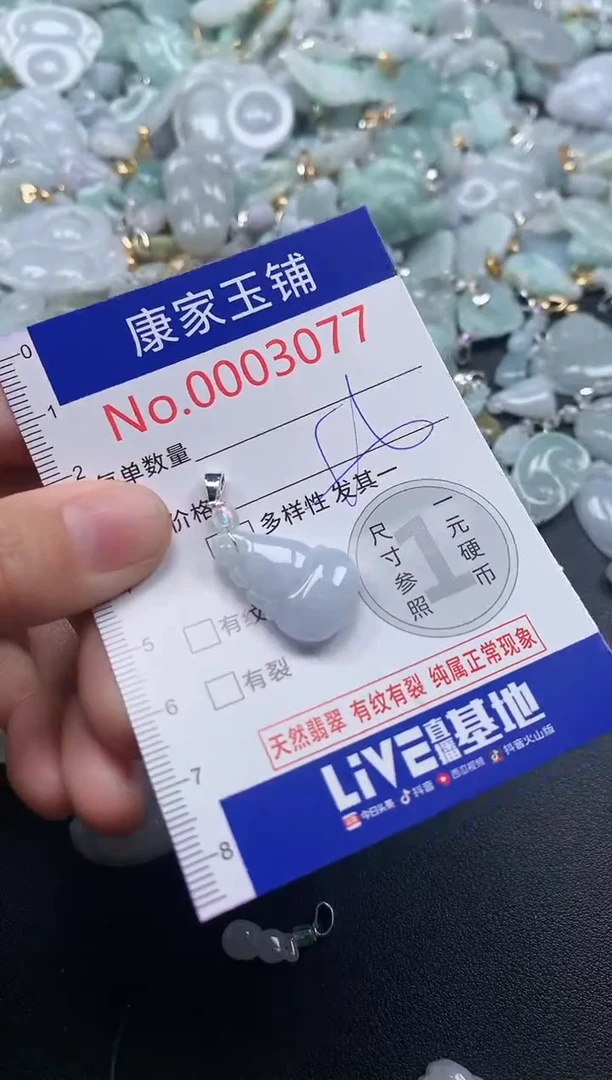 康家玉铺
No.0003077
0
1
2
单数量
价格
多样性 发其一
尺寸参照
1
一元硬币
5
有纹
6
有裂
天然翡翠 有纹有裂 纯属正常现象
7
LIVE直播基地
8
今日头条 抖音 西瓜视频 抖音火山版